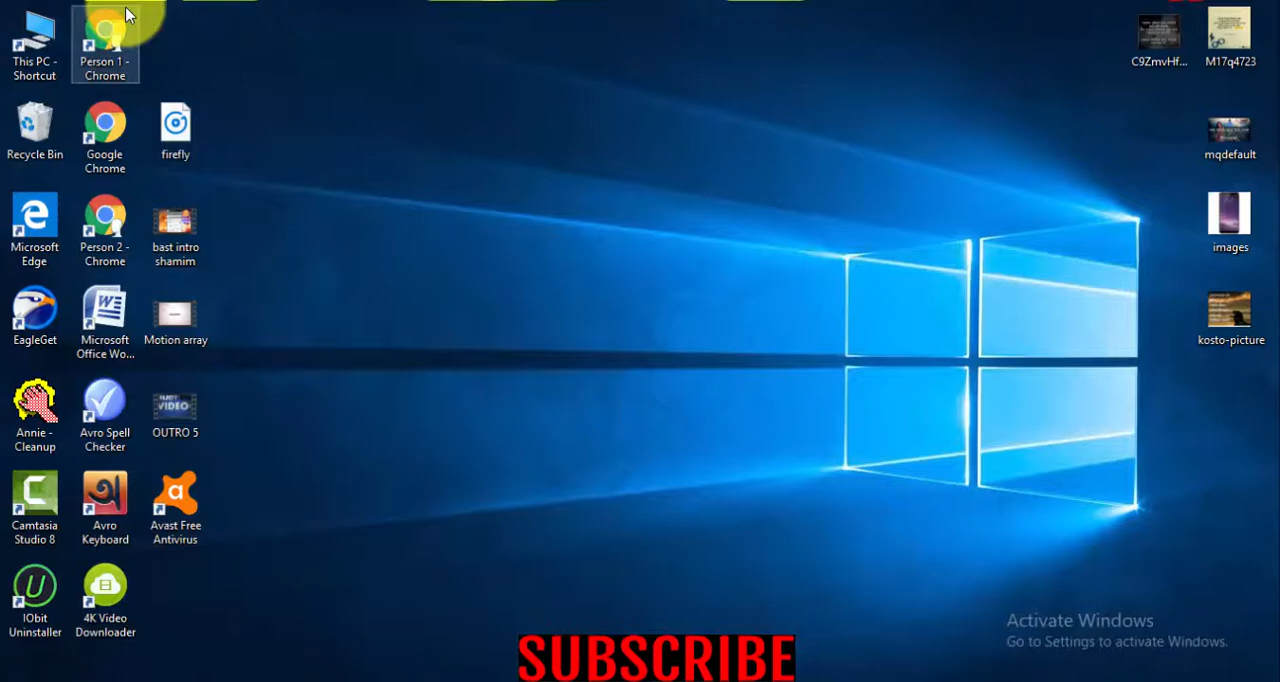 This PC -
Shortcut
Person 1 -
Chrome
C9ZmvHf...
M17q4723
Recycle Bin
Google
Chrome
firefly
mqdefault
Microsoft
Edge
Person 2 -
Chrome
bast intro
shamim
images
EagleGet
Microsoft
Office Wo...
Motion array
kosto-picture
Annie -
Cleanup
Avro Spell
Checker
VIDEO
OUTRO 5
Camtasia
Studio 8
Avro
Keyboard
Avast Free
Antivirus
IObit
Uninstaller
4K Video
Downloader
Activate Windows
Go to Settings to activate Windows.
SUBSCRIBE